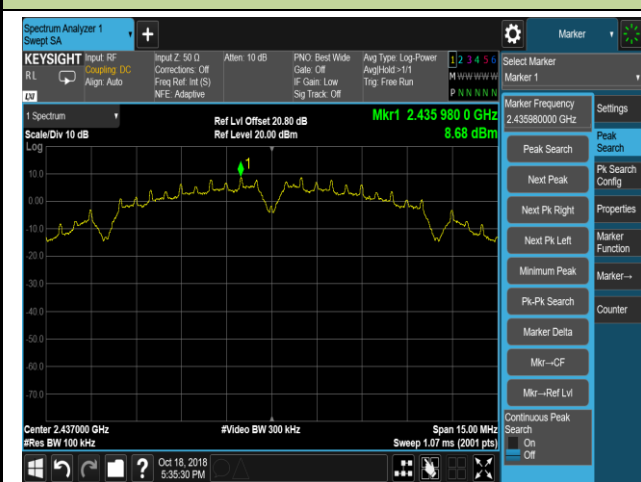 Spectrum Analyzer 1
Swept SA
+
Marker
KEYSIGHT
RL
LXI
Input: RF
Coupling: DC
Align: Auto
Input Z: 50 Ω
Corrections: Off
Freq Ref: Int (S)
NFE: Adaptive
Atten: 10 dB
PNO: Best Wide
Gate: Off
IF Gain: Low
Sig Track: Off
Avg Type: Log-Power
Avg|Hold:>1/1
Trig: Free Run
1 2 3 4 5 6
M W W W W W
P N N N N N
Select Marker
Marker 1
1 Spectrum
Scale/Div 10 dB
Log
Ref Lvl Offset 20.80 dB
Ref Level 20.00 dBm
Mkr1 2.435 980 0 GHz
8.68 dBm
1
10.0
0.00
-10.0
-20.0
-30.0
-40.0
-50.0
-60.0
-70.0
Center 2.437000 GHz
#Res BW 100 kHz
#Video BW 300 kHz
Span 15.00 MHz
Sweep 1.07 ms (2001 pts)
Marker Frequency
2.435980000 GHz
Peak Search
Next Peak
Next Pk Right
Next Pk Left
Minimum Peak
Pk-Pk Search
Marker Delta
Mkr→CF
Mkr→Ref Lvl
Continuous Peak
Search
On
Off
Settings
Peak
Search
Pk Search
Config
Properties
Marker
Function
Marker→
Counter
?
Oct 18, 2018
5:35:30 PM